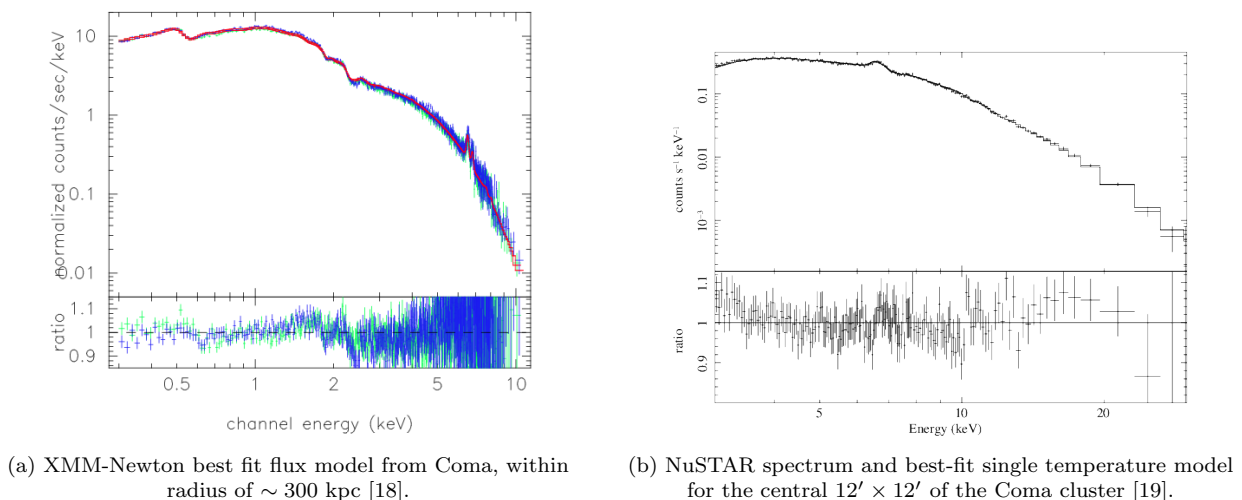 10
1
0.1
0.01
normalized counts/sec/keV
1.1
1
0.9
ratio
0.5 1 2 5 10
channel energy (keV)
(a) XMM-Newton best fit flux model from Coma, within
radius of ∼ 300 kpc [18].
0.1
0.01
10⁻³
counts s⁻¹ keV⁻¹
1.1
1
0.9
ratio
5 10 20
Energy (keV)
(b) NuSTAR spectrum and best-fit single temperature model
for the central 12′ × 12′ of the Coma cluster [19].